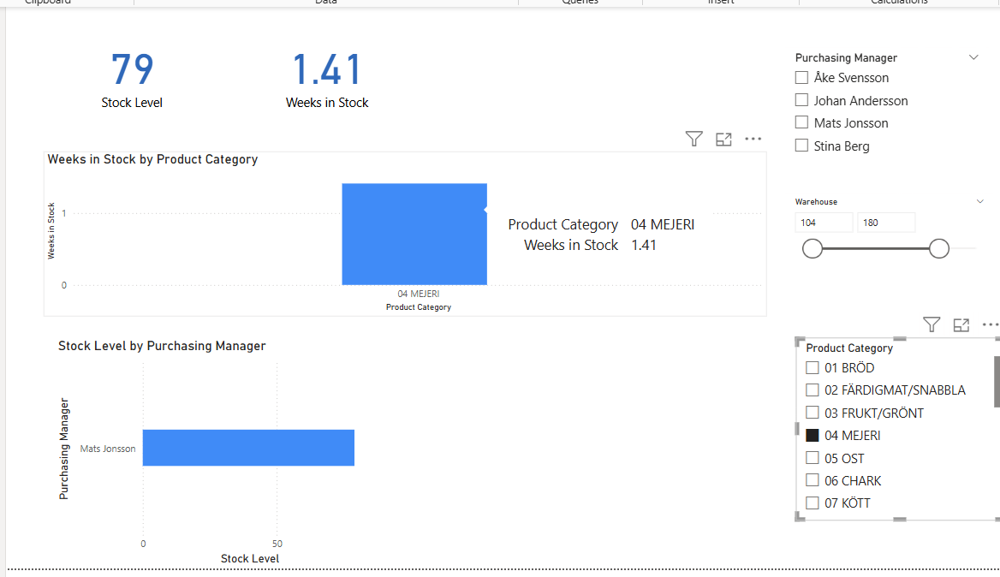 Clipboard
Data
Queries
Insert
Calculations
79
Stock Level
1.41
Weeks in Stock
Purchasing Manager
Åke Svensson
Johan Andersson
Mats Jonsson
Stina Berg
Weeks in Stock by Product Category
Weeks in Stock
1
0
Product Category 04 MEJERI
Weeks in Stock 1.41
04 MEJERI
Product Category
Warehouse
104 180
Stock Level by Purchasing Manager
Purchasing Manager
Mats Jonsson
0 50
Stock Level
Product Category
01 BRÖD
02 FÄRDIGMAT/SNABBLA
03 FRUKT/GRÖNT
04 MEJERI
05 OST
06 CHARK
07 KÖTT